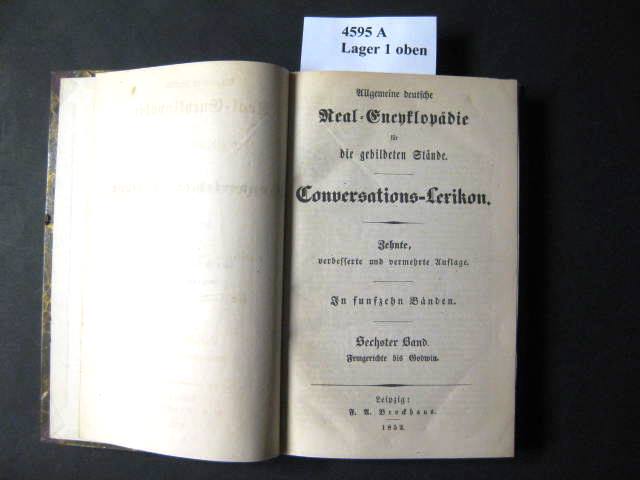 4595 A
Lager 1 oben
Allgemeine deutsche
Real-Encyklopädie
für
die gebildeten Stände.
Conversations-Lexikon.
Zehnte,
verbesserte und vermehrte Auflage.
In funfzehn Bänden.
Sechster Band.
Femgerichte bis Godwin.
Leipzig:
F. A. Brockhaus.
1852.